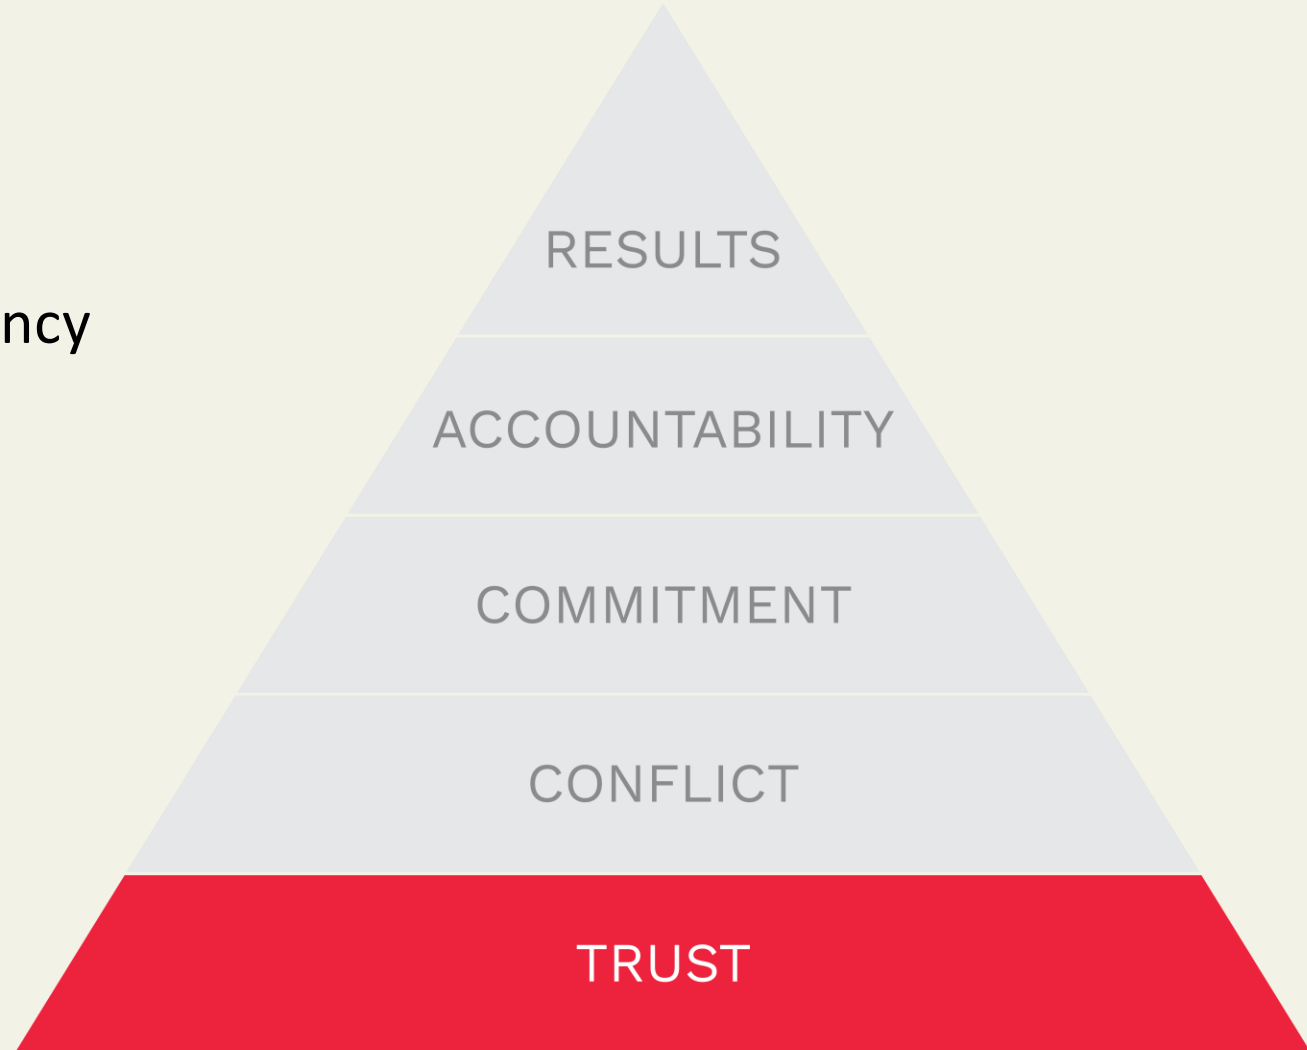 RESULTS
ncy
ACCOUNTABILITY
COMMITMENT
CONFLICT
TRUST